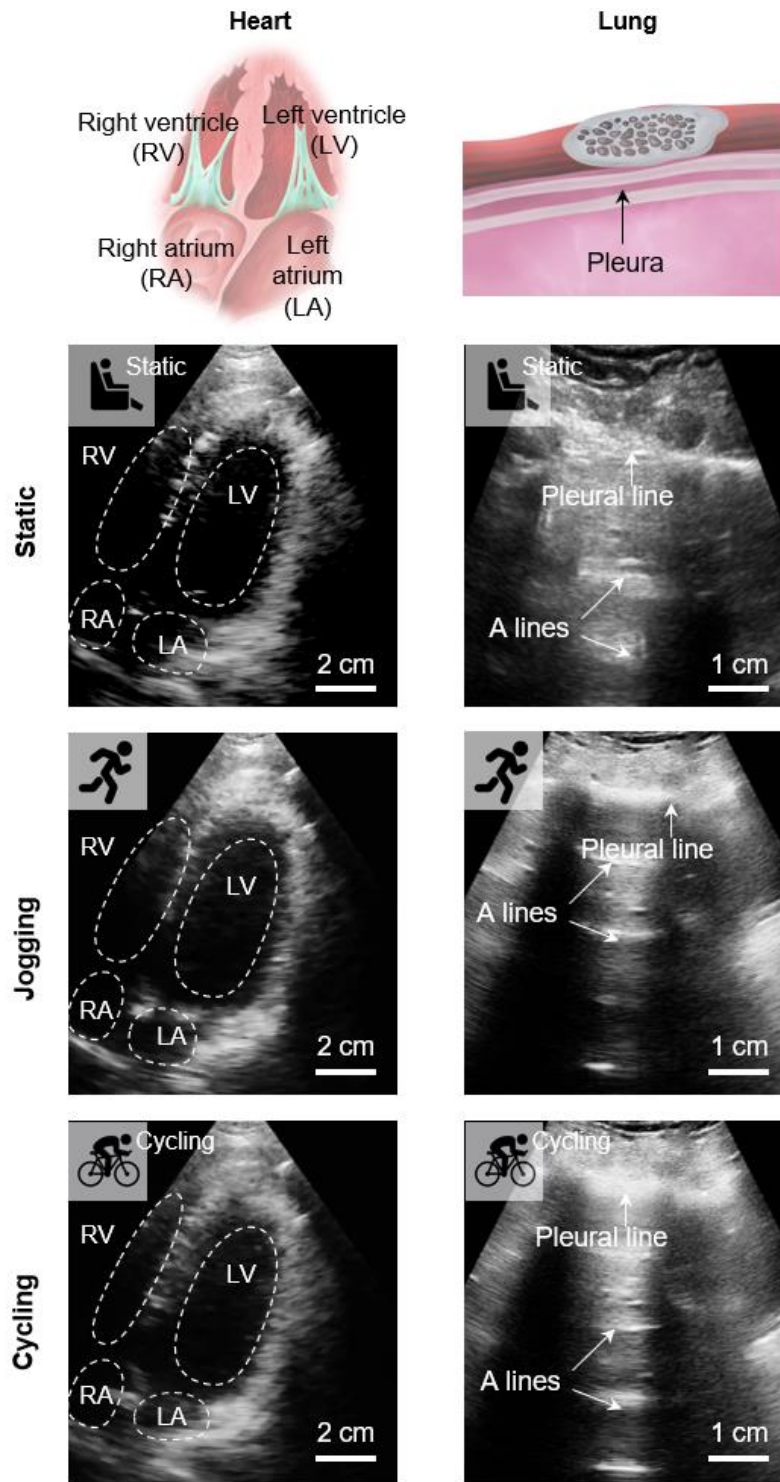 Heart
Lung
Right ventricle
(RV)
Left ventricle
(LV)
Right atrium
(RA)
Left
atrium
(LA)
Pleura
Static
Static
RV
LV
RA
LA
2 cm
Static
Pleural line
A lines
1 cm
Jogging
RV
LV
RA
LA
2 cm
Pleural line
A lines
1 cm
Cycling
Cycling
RV
LV
RA
LA
2 cm
Cycling
Pleural line
A lines
1 cm